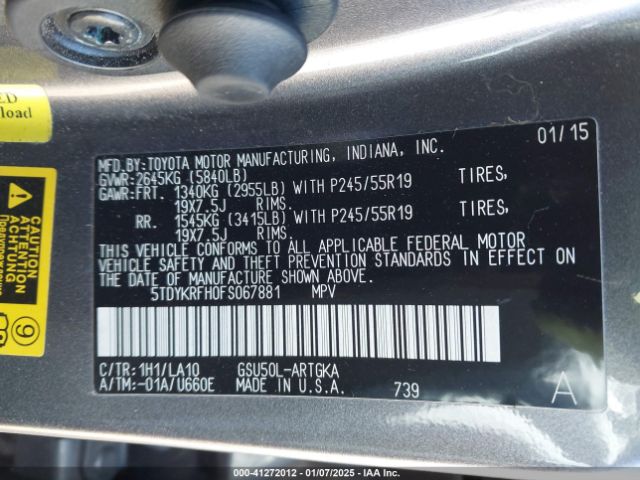 ED
load
CAUTION
ACTHUNG
ATTENTION
9
01/15
MFD.BY:TOYOTA MOTOR MANUFACTURING, INDIANA, INC.
GVWR:2645KG (5840LB)
GAWR:FRT. 1340KG (2955LB) WITH P245/55R19 TIRES,
19X7.5J RIMS.
RR. 1545KG (3415LB) WITH P245/55R19 TIRES,
19X7.5J RIMS.
THIS VEHICLE CONFORMS TO ALL APPLICABLE FEDERAL MOTOR
VEHICLE SAFETY AND THEFT PREVENTION STANDARDS IN EFFECT ON
THE DATE OF MANUFACTURE SHOWN ABOVE.
5TDYKRFH0FS067881 MPV
C/TR:1H1/LA10 GSU50L-ARTGKA
A/TM:-01A/U660E MADE IN U.S.A. 739
A
000-41272012 - 01/07/2025 - IAA Inc.